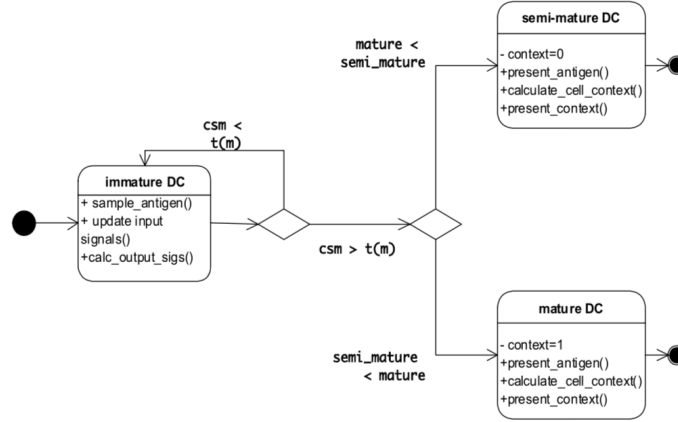 semi-mature DC
- context=0
+present_antigen()
+calculate_cell_context()
+present_context()
mature <
semi_mature
csm <
t(m)
immature DC
+ sample_antigen()
+ update input
signals()
+calc_output_sigs()
csm > t(m)
semi_mature
< mature
mature DC
- context=1
+present_antigen()
+calculate_cell_context()
+present_context()